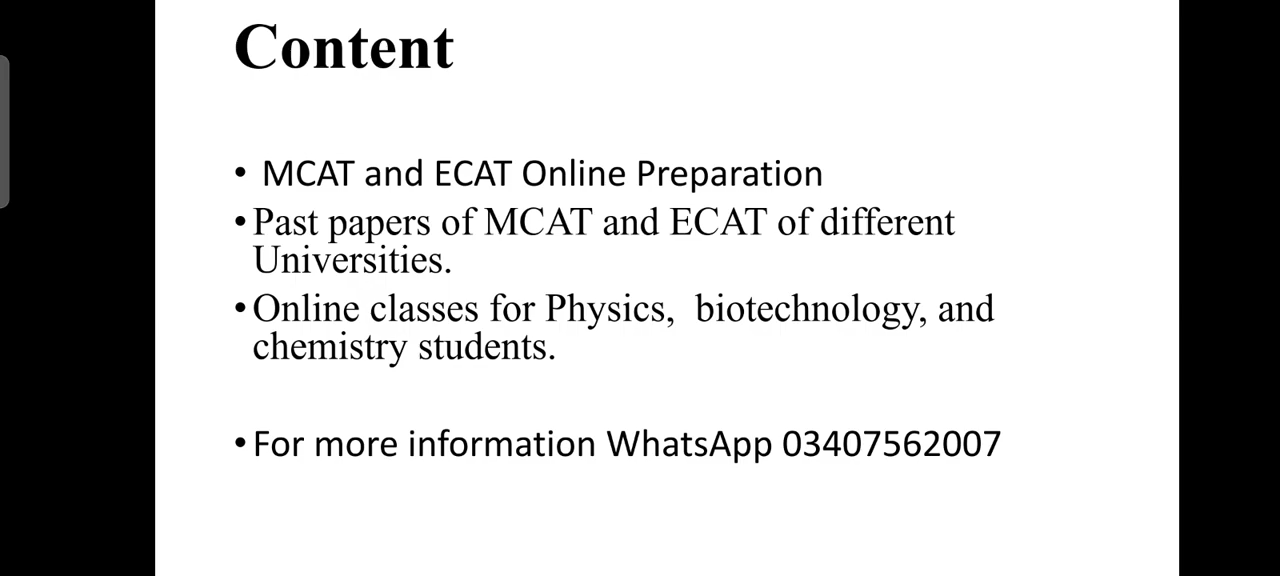 Content
• MCAT and ECAT Online Preparation
• Past papers of MCAT and ECAT of different
Universities.
• Online classes for Physics, biotechnology, and
chemistry students.
• For more information WhatsApp 03407562007